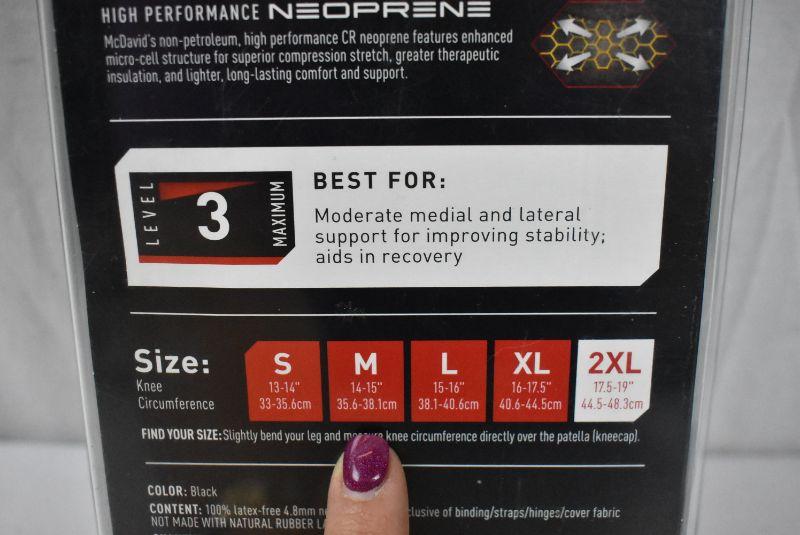 HIGH PERFORMANCE NEOPRENE
McDavid's non-petroleum, high performance CR neoprene features enhanced
micro-cell structure for superior compression stretch, greater therapeutic
insulation, and lighter, long-lasting comfort and support.
LEVEL 3 MAXIMUM
BEST FOR:
Moderate medial and lateral
support for improving stability;
aids in recovery
Size:
Knee
Circumference
S
13-14"
33-35.6cm
M
14-15"
35.6-38.1cm
L
15-16"
38.1-40.6cm
XL
16-17.5"
40.6-44.5cm
2XL
17.5-19"
44.5-48.3cm
FIND YOUR SIZE: Slightly bend your leg and measure knee circumference directly over the patella (kneecap).
COLOR: Black
CONTENT: 100% latex-free 4.8mm of binding/straps/hinges/cover fabric
NOT MADE WITH NATURAL RUBBER